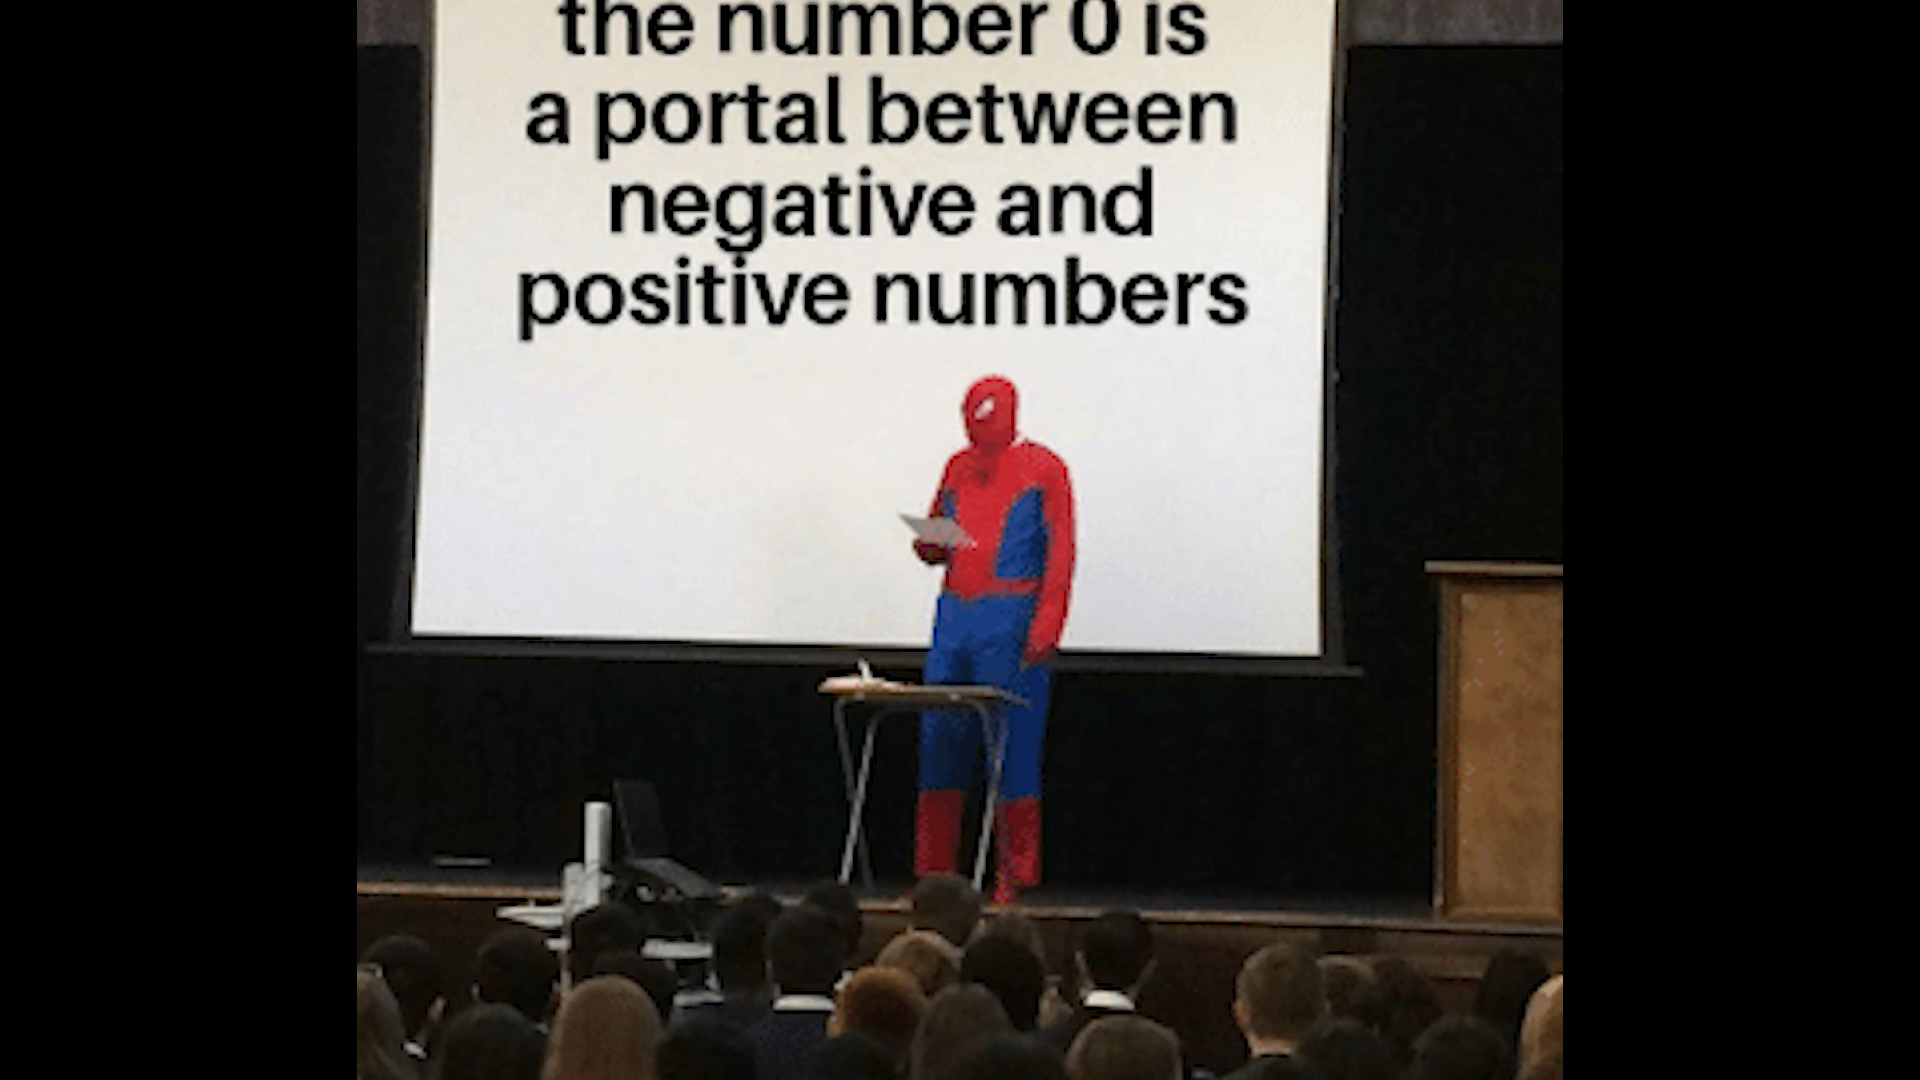 the number 0 is
a portal between
negative and
positive numbers